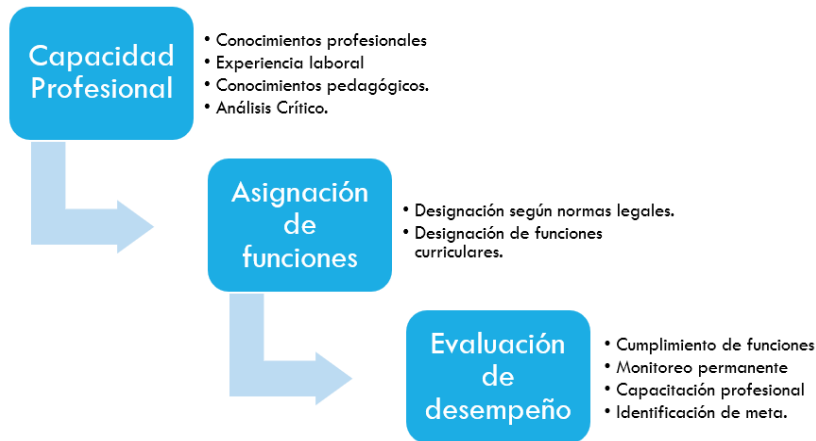 Capacidad
Profesional
• Conocimientos profesionales
• Experiencia laboral
• Conocimientos pedagógicos.
• Análisis Crítico.
Asignación
de
funciones
• Designación según normas legales.
• Designación de funciones
curriculares.
Evaluación
de
desempeño
• Cumplimiento de funciones
• Monitoreo permanente
• Capacitación profesional
• Identificación de meta.